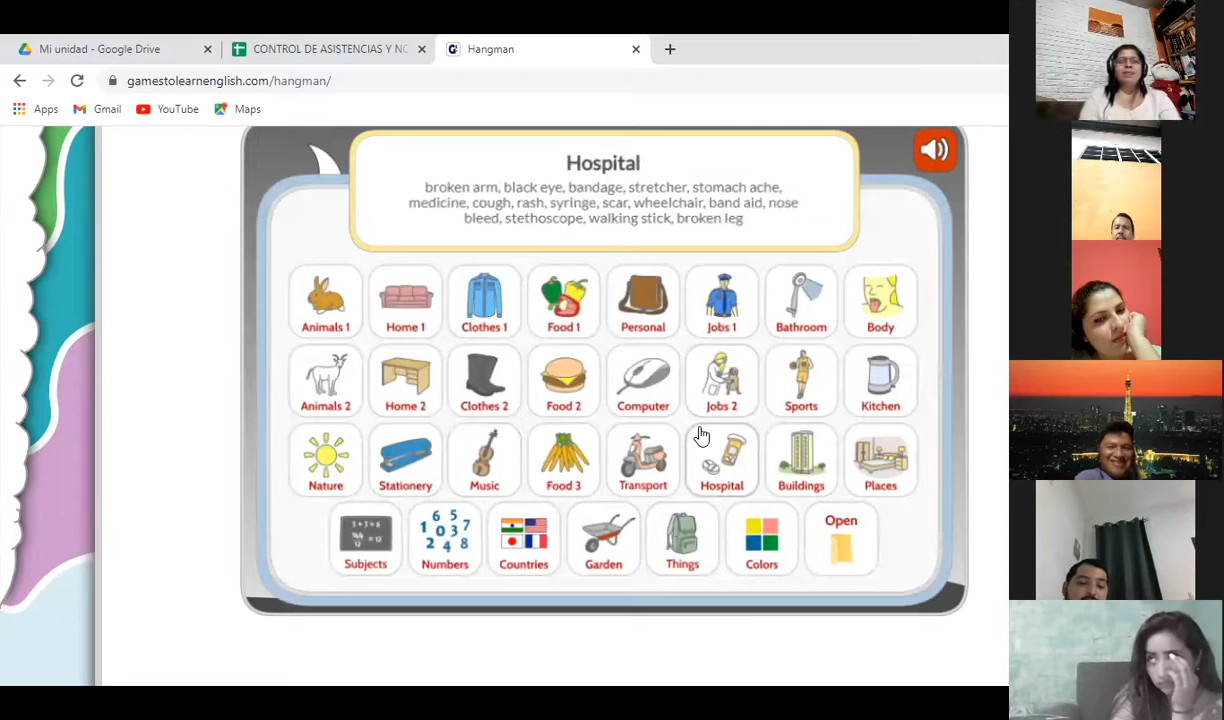 Mi unidad - Google Drive
CONTROL DE ASISTENCIAS Y NO
Hangman
gamestolearnenglish.com/hangman/
Apps
Gmail
YouTube
Maps
Hospital
broken arm, black eye, bandage, stretcher, stomach ache,
medicine, cough, rash, syringe, scar, wheelchair, band aid, nose
bleed, stethoscope, walking stick, broken leg
Animals 1
Home 1
Clothes 1
Food 1
Personal
Jobs 1
Bathroom
Body
Animals 2
Home 2
Clothes 2
Food 2
Computer
Jobs 2
Sports
Kitchen
Nature
Stationery
Music
Food 3
Transport
Hospital
Buildings
Places
Subjects
Numbers
Countries
Garden
Things
Colors
Open